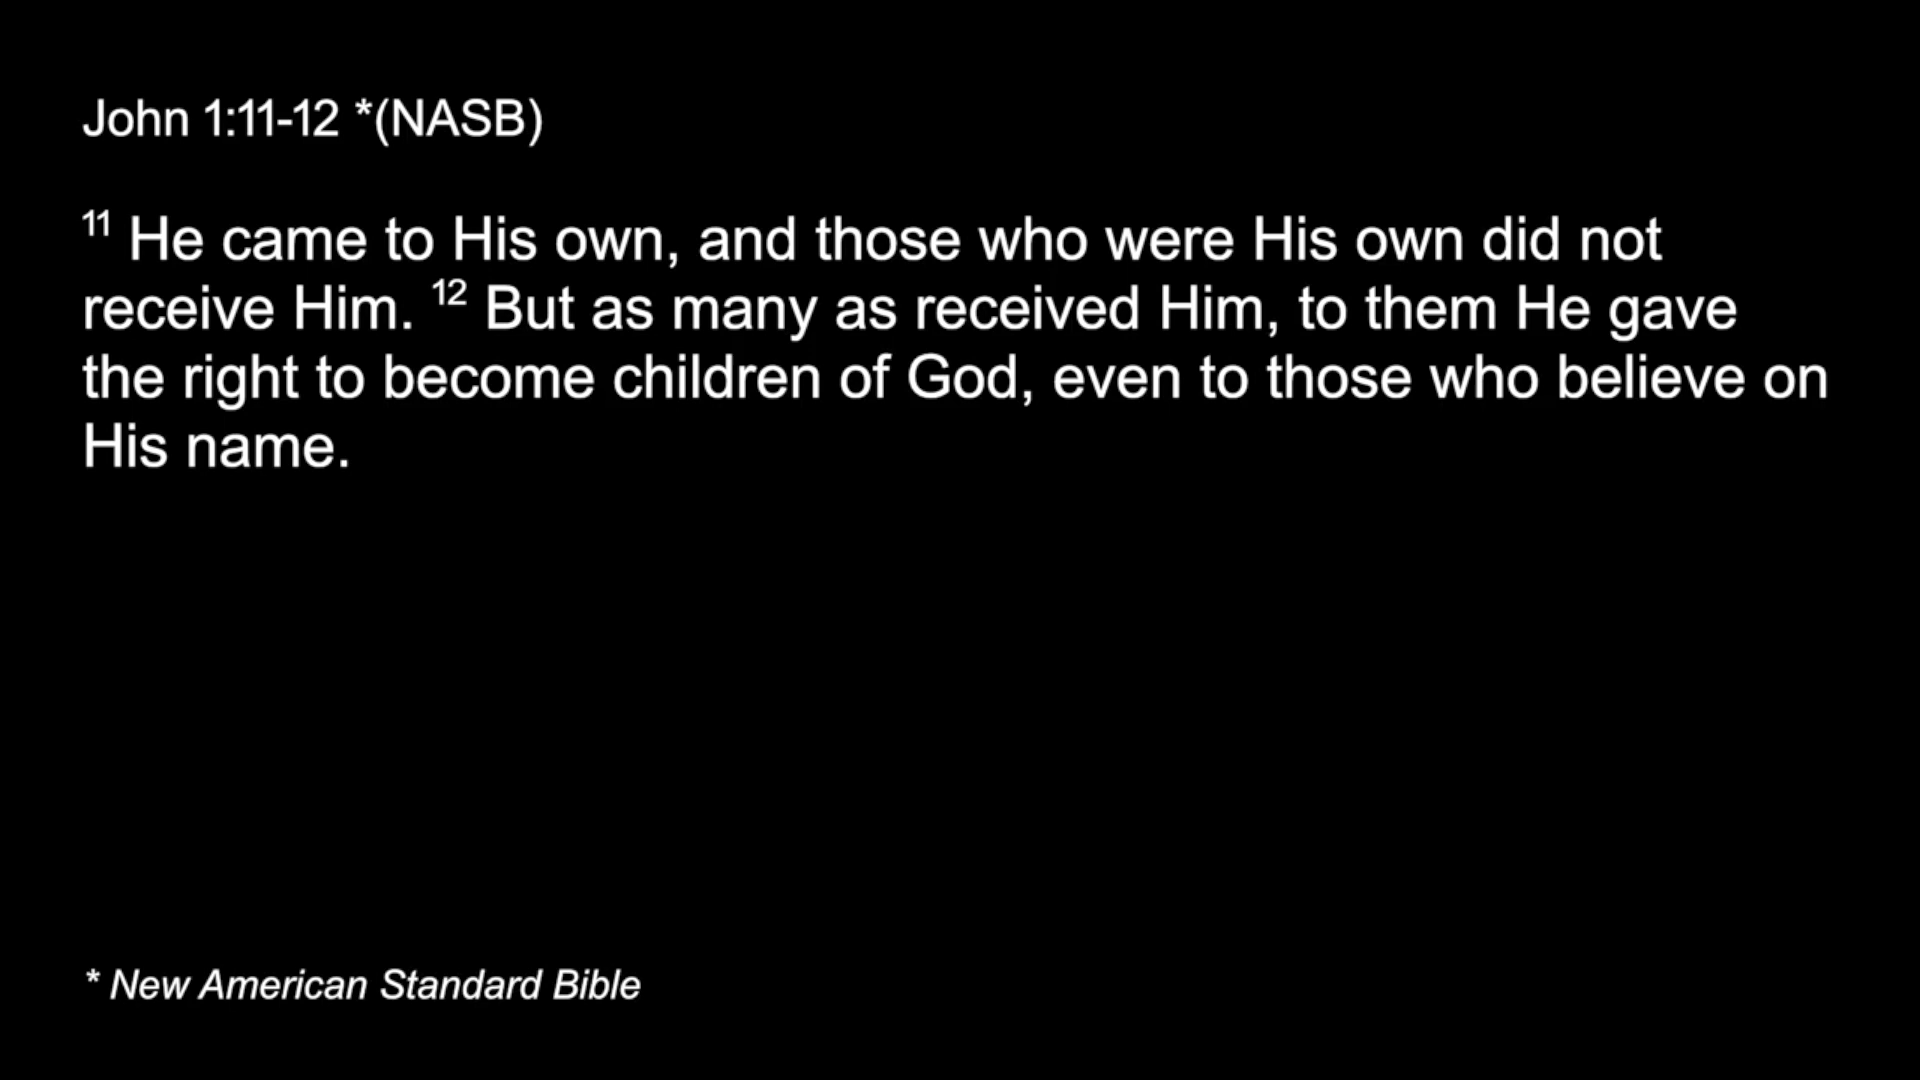 John 1:11-12 *(NASB)
11 He came to His own, and those who were His own did not
receive Him. 12 But as many as received Him, to them He gave
the right to become children of God, even to those who believe on
His name.
* New American Standard Bible